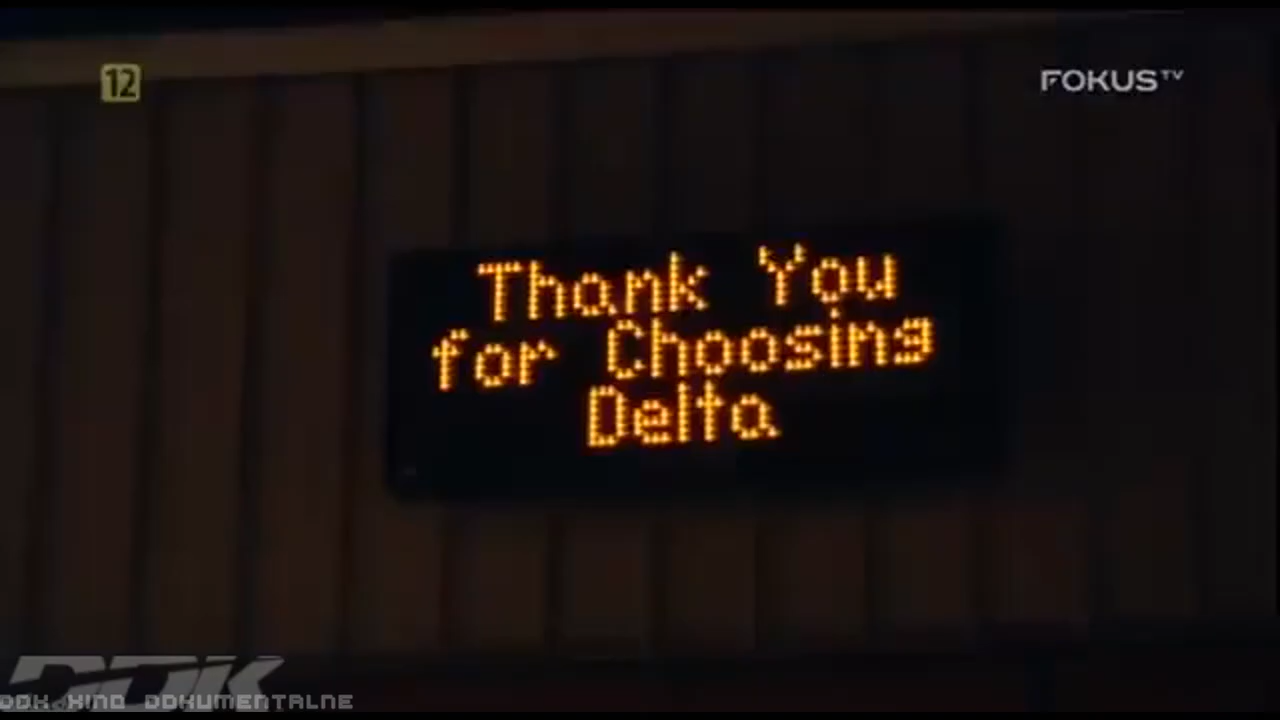 12
FOKUS TV
Thank You
for Choosing
Delta
DDK
DDK KINO DOKUMENTALNE